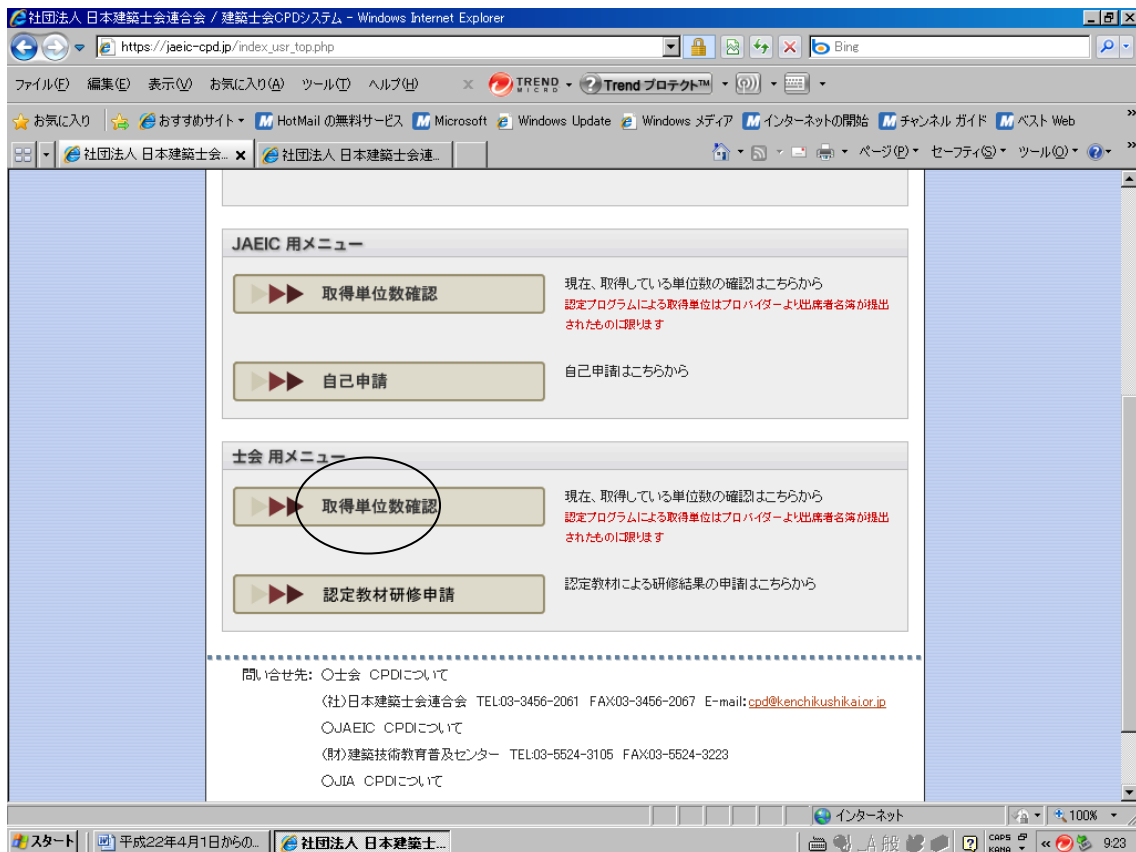 社団法人 日本建築士会連合会 / 建築士会CPDシステム - Windows Internet Explorer
https://jaeic-cpd.jp/index_usr_top.php
Bing
ファイル(F) 編集(E) 表示(V) お気に入り(A) ツール(T) ヘルプ(H) x TREND MICRO Trend プロテクト™
お気に入り おすすめサイト HotMail の無料サービス Microsoft Windows Update Windows メディア インターネットの開始 チャンネル ガイド ベスト Web »
社団法人 日本建築士会... x 社団法人 日本建築士会連... ページ(P) セーフティ(S) ツール(O) »
JAEIC 用メニュー
取得単位数確認
現在、取得している単位数の確認はこちらから
認定プログラムによる取得単位はプロバイダーより出席者名簿が提出
されたものに限ります
自己申請
自己申請はこちらから
士会 用メニュー
取得単位数確認
現在、取得している単位数の確認はこちらから
認定プログラムによる取得単位はプロバイダーより出席者名簿が提出
されたものに限ります
認定教材研修申請
認定教材による研修結果の申請はこちらから
問い合せ先: ○士会 CPDについて
(社)日本建築士会連合会 TEL:03-3456-2061 FAX:03-3456-2067 E-mail:cpd@kenchikushikai.or.jp
○JAEIC CPDについて
(財)建築技術教育普及センター TEL:03-5524-3105 FAX:03-5524-3223
○JIA CPDについて
インターネット 100%
スタート 平成22年4月1日からの... 社団法人 日本建築士... A 般 CAPS KANA « 9:23